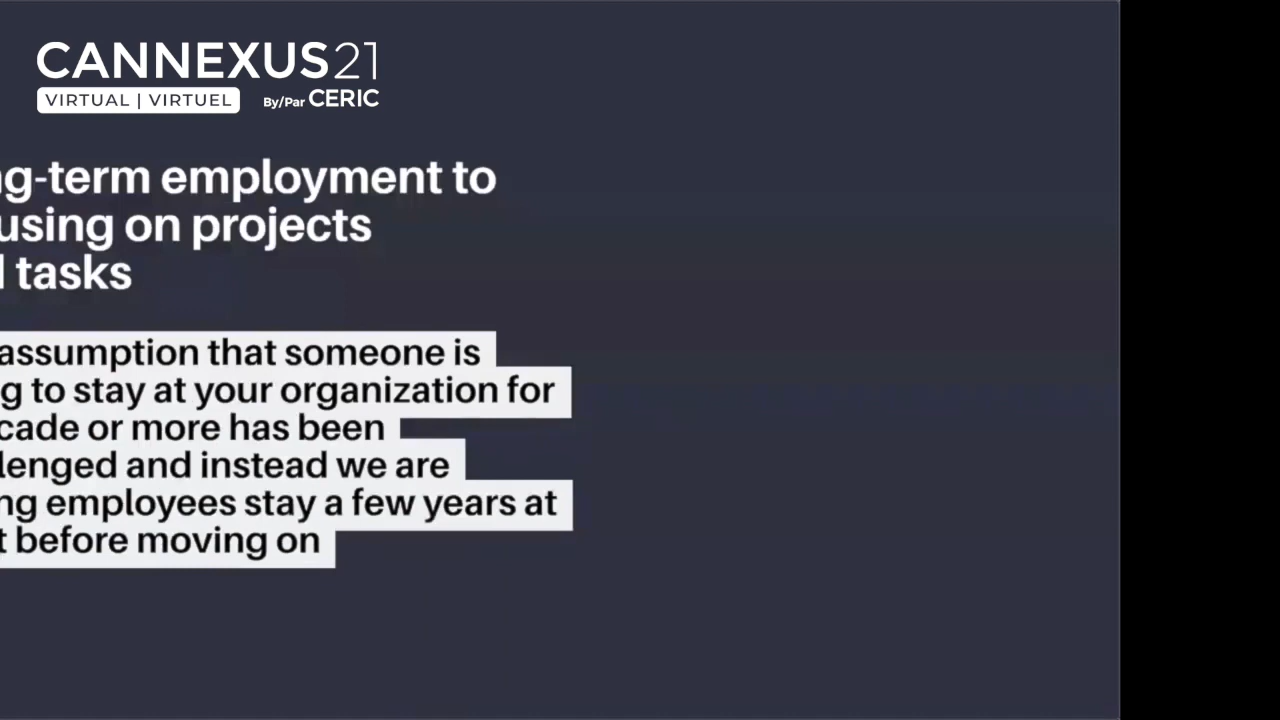 CANNEXUS21
VIRTUAL | VIRTUEL By/Par CERIC
ng-term employment to
using on projects
tasks
assumption that someone is
g to stay at your organization for
cade or more has been
lenged and instead we are
ng employees stay a few years at
t before moving on